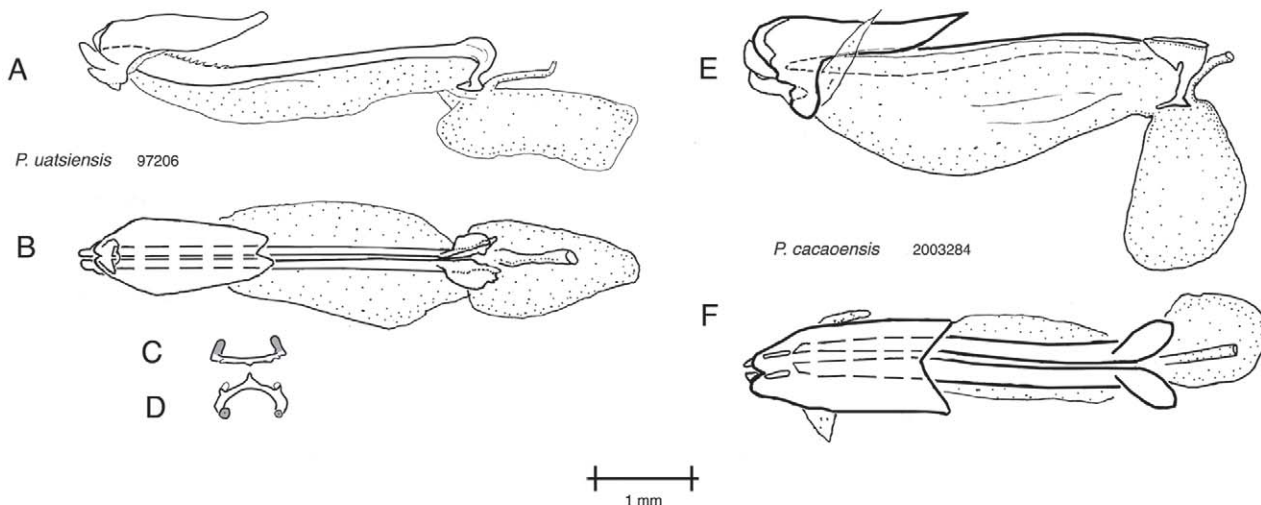 A
P. uatsiensis 97206
B
C
D
E
P. cacaoensis 2003284
F
1 mm